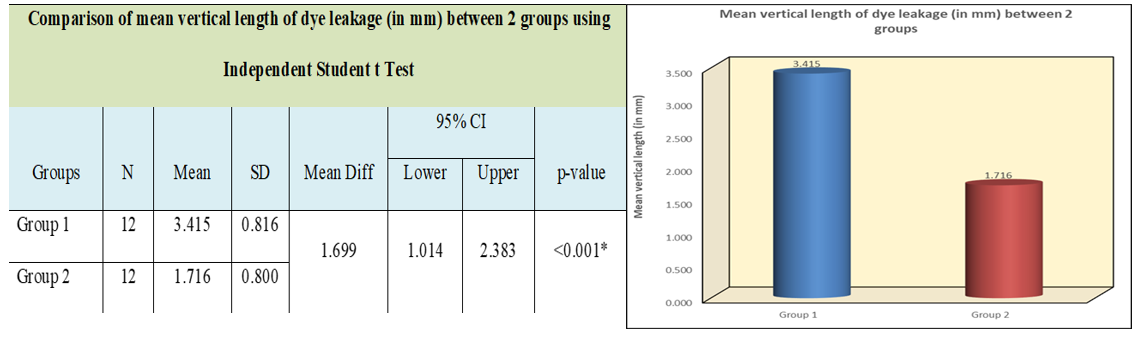 Comparison of mean vertical length of dye leakage (in mm) between 2 groups using
Independent Student t Test
95% CI
Groups N Mean SD Mean Diff Lower Upper p-value
Group 1 12 3.415 0.816
1.699 1.014 2.383 <0.001*
Group 2 12 1.716 0.800
Mean vertical length of dye leakage (in mm) between 2
groups
Mean vertical length (in mm)
3.500
3.000
2.500
2.000
1.500
1.000
0.500
0.000
3.415
1.716
Group 1
Group 2